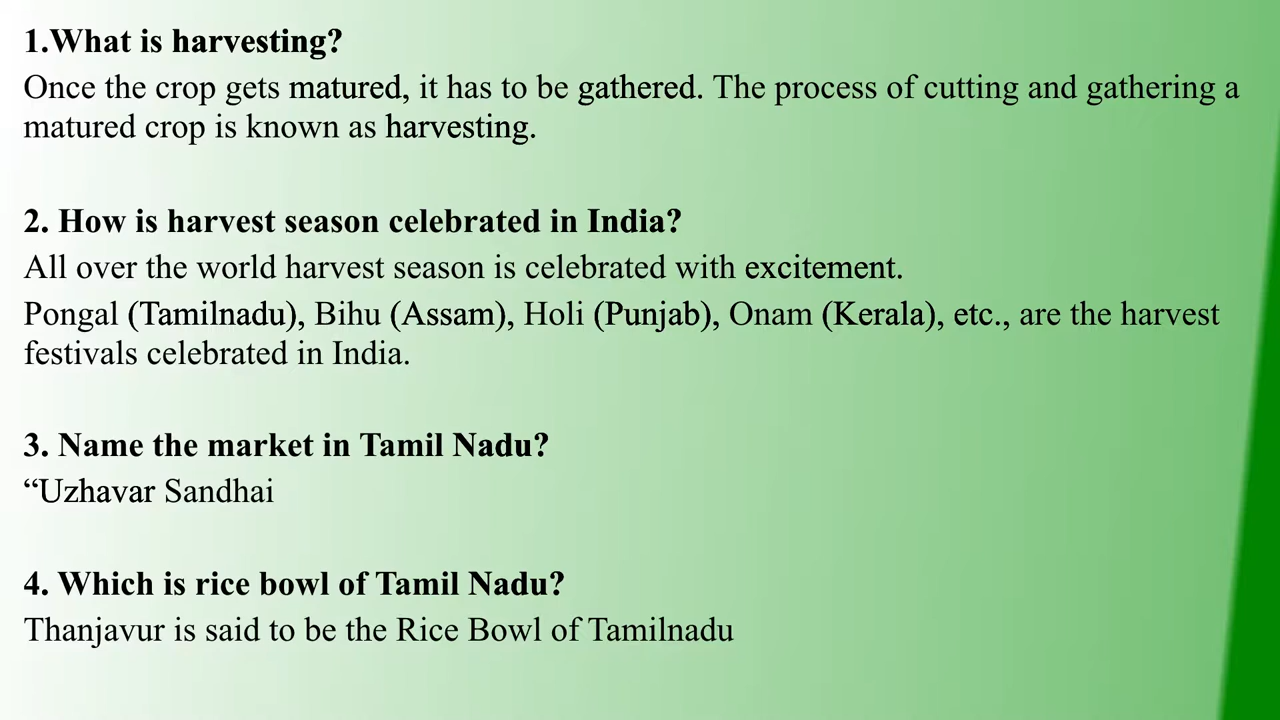 1.What is harvesting?
Once the crop gets matured, it has to be gathered. The process of cutting and gathering a
matured crop is known as harvesting.
2. How is harvest season celebrated in India?
All over the world harvest season is celebrated with excitement.
Pongal (Tamilnadu), Bihu (Assam), Holi (Punjab), Onam (Kerala), etc., are the harvest
festivals celebrated in India.
3. Name the market in Tamil Nadu?
“Uzhavar Sandhai
4. Which is rice bowl of Tamil Nadu?
Thanjavur is said to be the Rice Bowl of Tamilnadu